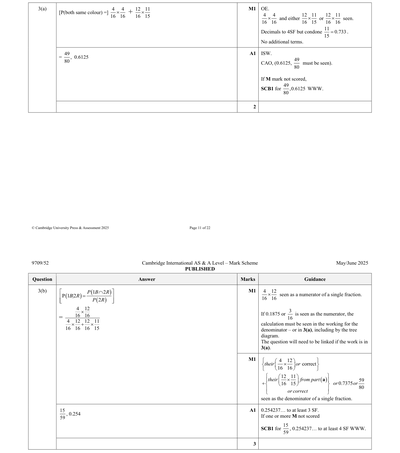 3(a)
[P(both same colour) =] 4/16 × 4/16 + 12/16 × 11/15
M1
OE.
4/16 × 4/16 and either 12/16 × 11/15 or 12/16 × 11/16 seen.
Decimals to 4SF but condone 11/15 = 0.733.
No additional terms.
= 49/80, 0.6125
A1
ISW.
CAO, (0.6125, 49/80 must be seen).
If M mark not scored,
SCB1 for 49/80, 0.6125 WWW.
2
© Cambridge University Press & Assessment 2025
Page 11 of 22
9709/52
Cambridge International AS & A Level – Mark Scheme
PUBLISHED
May/June 2025
Question
Answer
Marks
Guidance
3(b)
[P(1B|2R) = P(1B∩2R)/P(2R)]
= (4/16 × 12/16)/(4/16 × 12/16 + 12/16 × 11/15)
M1
4/16 × 12/16 seen as a numerator of a single fraction.
If 0.1875 or 3/16 is seen as the numerator, the
calculation must be seen in the working for the
denominator – or in 3(a), including by the tree
diagram.
The question will need to be linked if the work is in
3(a).
M1
{their (4/16 × 12/16) or correct}
+ {their (12/16 × 11/15) from part(a) or correct} or 0.7375 or 59/80
seen as the denominator of a single fraction.
15/59, 0.254
A1
0.254237… to at least 3 SF.
If one or more M not scored
SCB1 for 15/59, 0.254237… to at least 4 SF WWW.
3